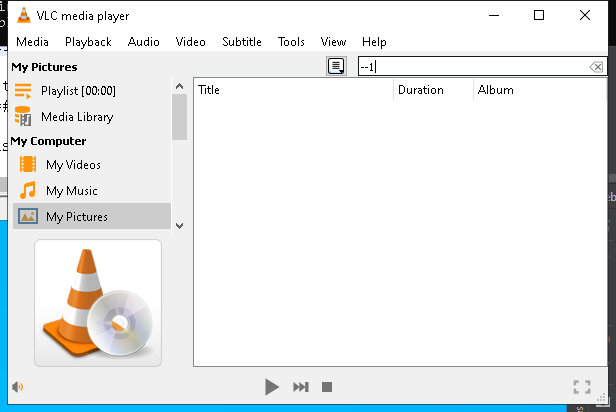 VLC media player
Media Playback Audio Video Subtitle Tools View Help
My Pictures
--1
Playlist [00:00]
Media Library
My Computer
My Videos
My Music
My Pictures
Title Duration Album